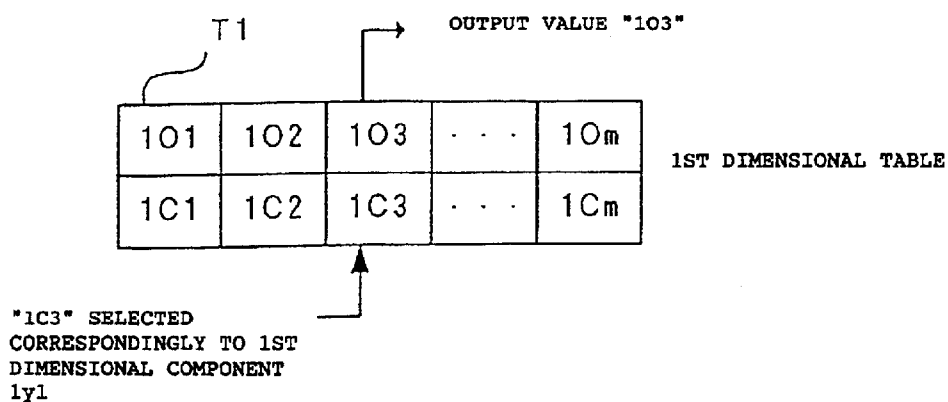 T1
OUTPUT VALUE "1O3"
1O1 1O2 1O3 · · · 1Om
1ST DIMENSIONAL TABLE
1C1 1C2 1C3 · · · 1Cm
"1C3" SELECTED
CORRESPONDINGLY TO 1ST
DIMENSIONAL COMPONENT
1y1